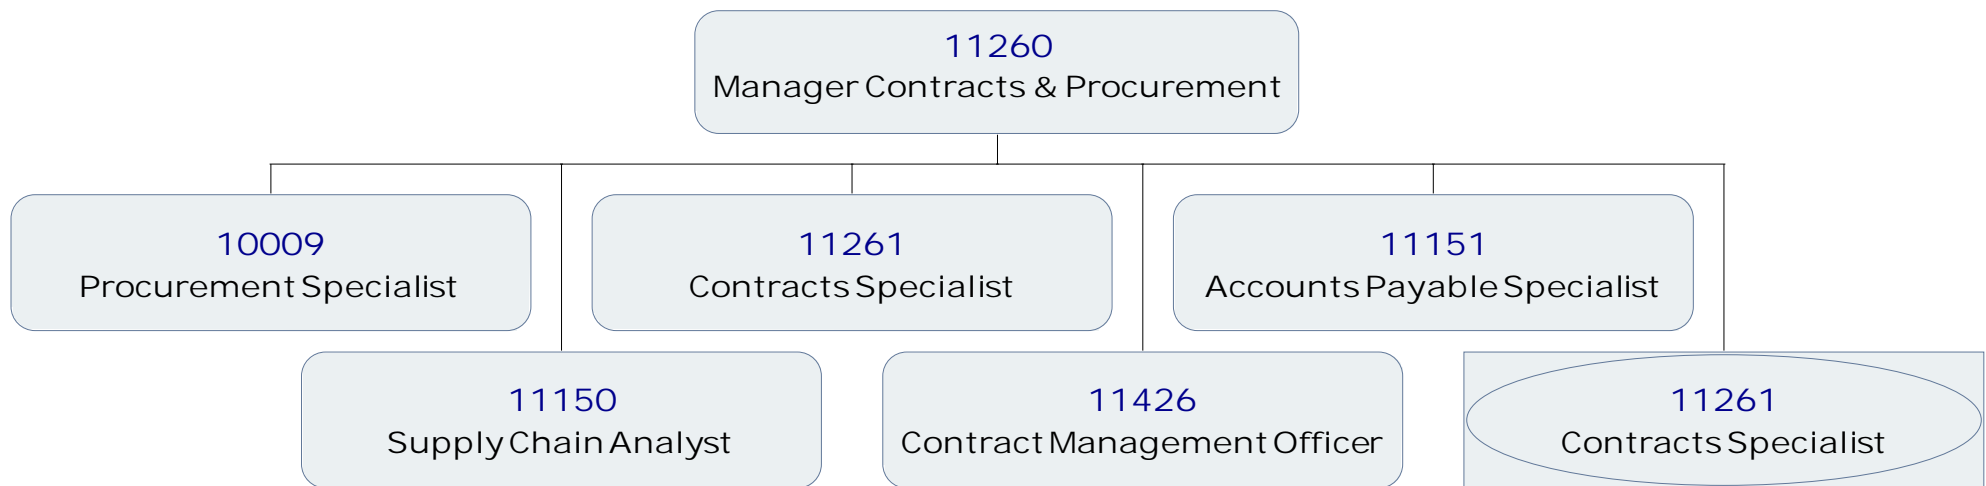 11260
Manager Contracts & Procurement
10009
Procurement Specialist
11261
Contracts Specialist
11151
Accounts Payable Specialist
11150
Supply Chain Analyst
11426
Contract Management Officer
11261
Contracts Specialist